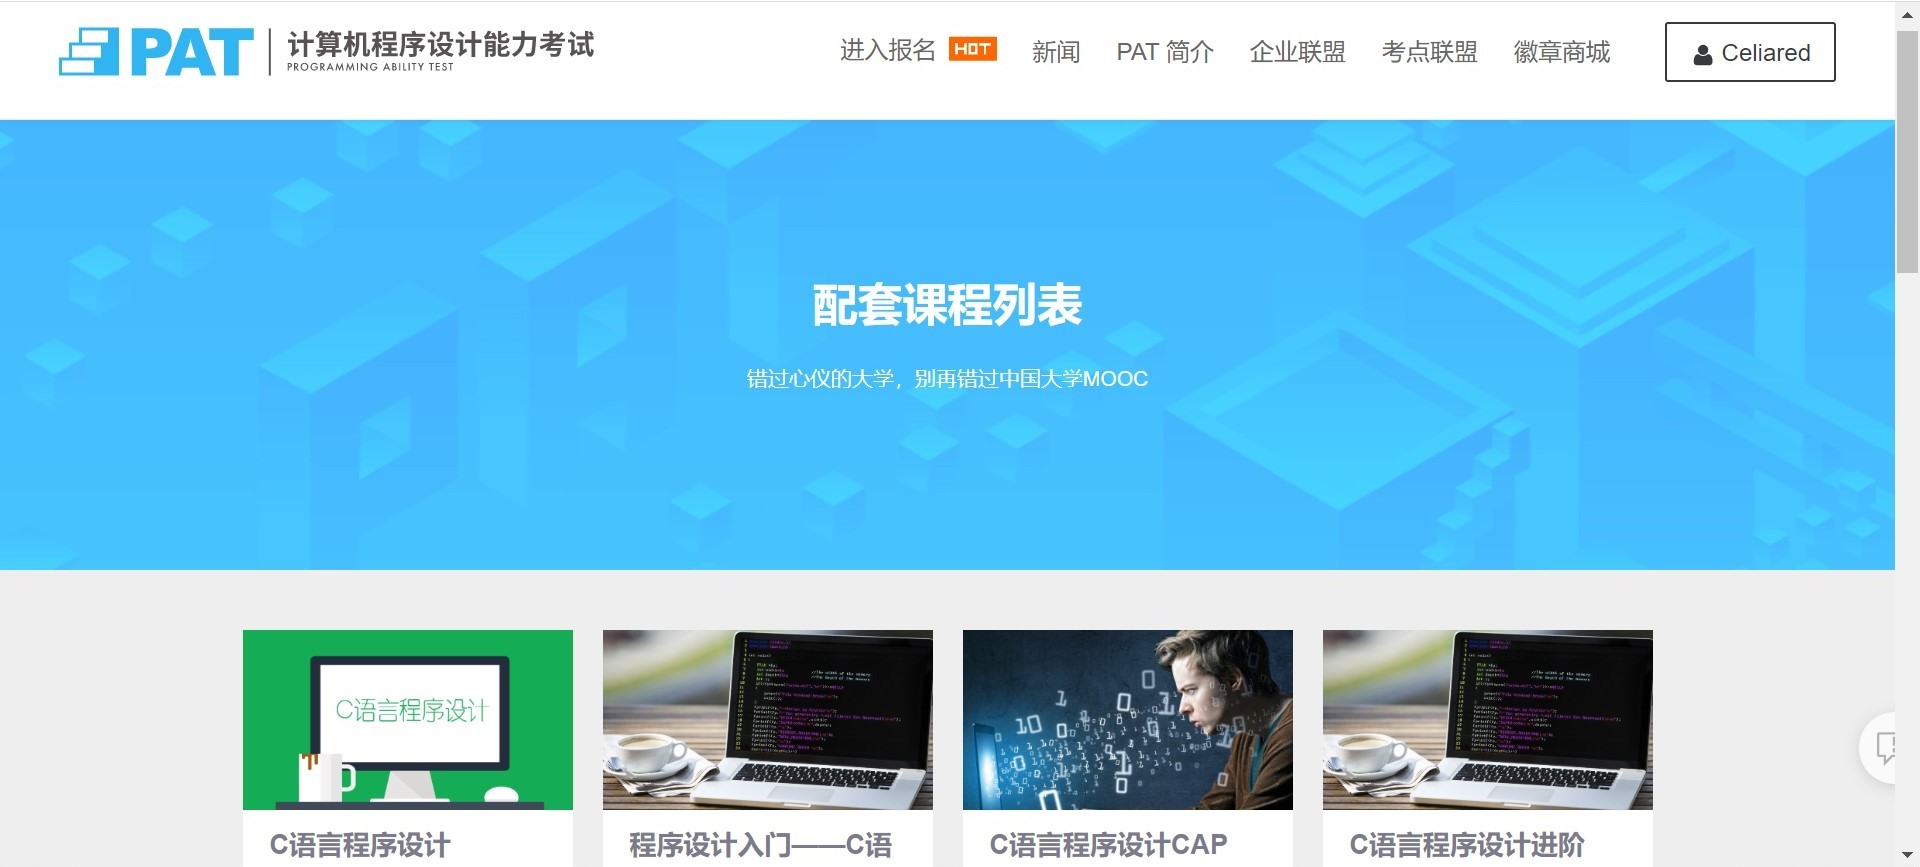 PAT
计算机程序设计能力考试
PROGRAMMING ABILITY TEST
进入报名 HOT 新闻 PAT 简介 企业联盟 考点联盟 徽章商城 Celiared
配套课程列表
错过心仪的大学，别再错过中国大学MOOC
C语言程序设计
C语言程序设计
程序设计入门——C语
C语言程序设计CAP
C语言程序设计进阶